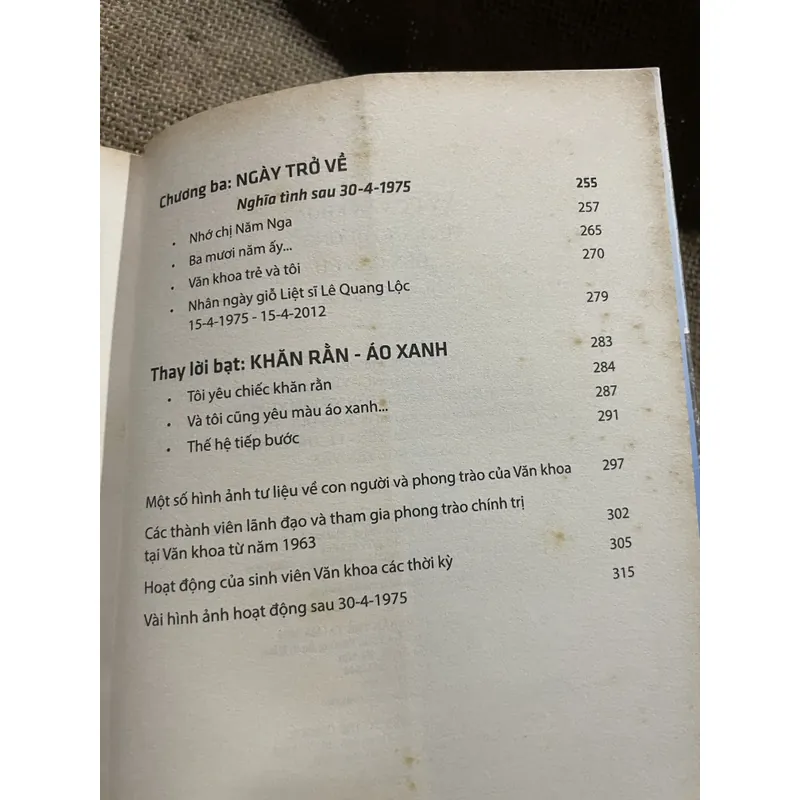 Chương ba: NGÀY TRỞ VỀ
Nghĩa tình sau 30-4-1975 255
• Nhớ chị Năm Nga 257
• Ba mươi năm ấy... 265
• Văn khoa trẻ và tôi 270
• Nhân ngày giỗ Liệt sĩ Lê Quang Lộc
15-4-1975 - 15-4-2012 279
Thay lời bạt: KHĂN RẰN - ÁO XANH 283
• Tôi yêu chiếc khăn rằn 284
• Và tôi cũng yêu màu áo xanh... 287
• Thế hệ tiếp bước 291
Một số hình ảnh tư liệu về con người và phong trào của Văn khoa 297
Các thành viên lãnh đạo và tham gia phong trào chính trị
tại Văn khoa từ năm 1963 302
Hoạt động của sinh viên Văn khoa các thời kỳ 305
Vài hình ảnh hoạt động sau 30-4-1975 315